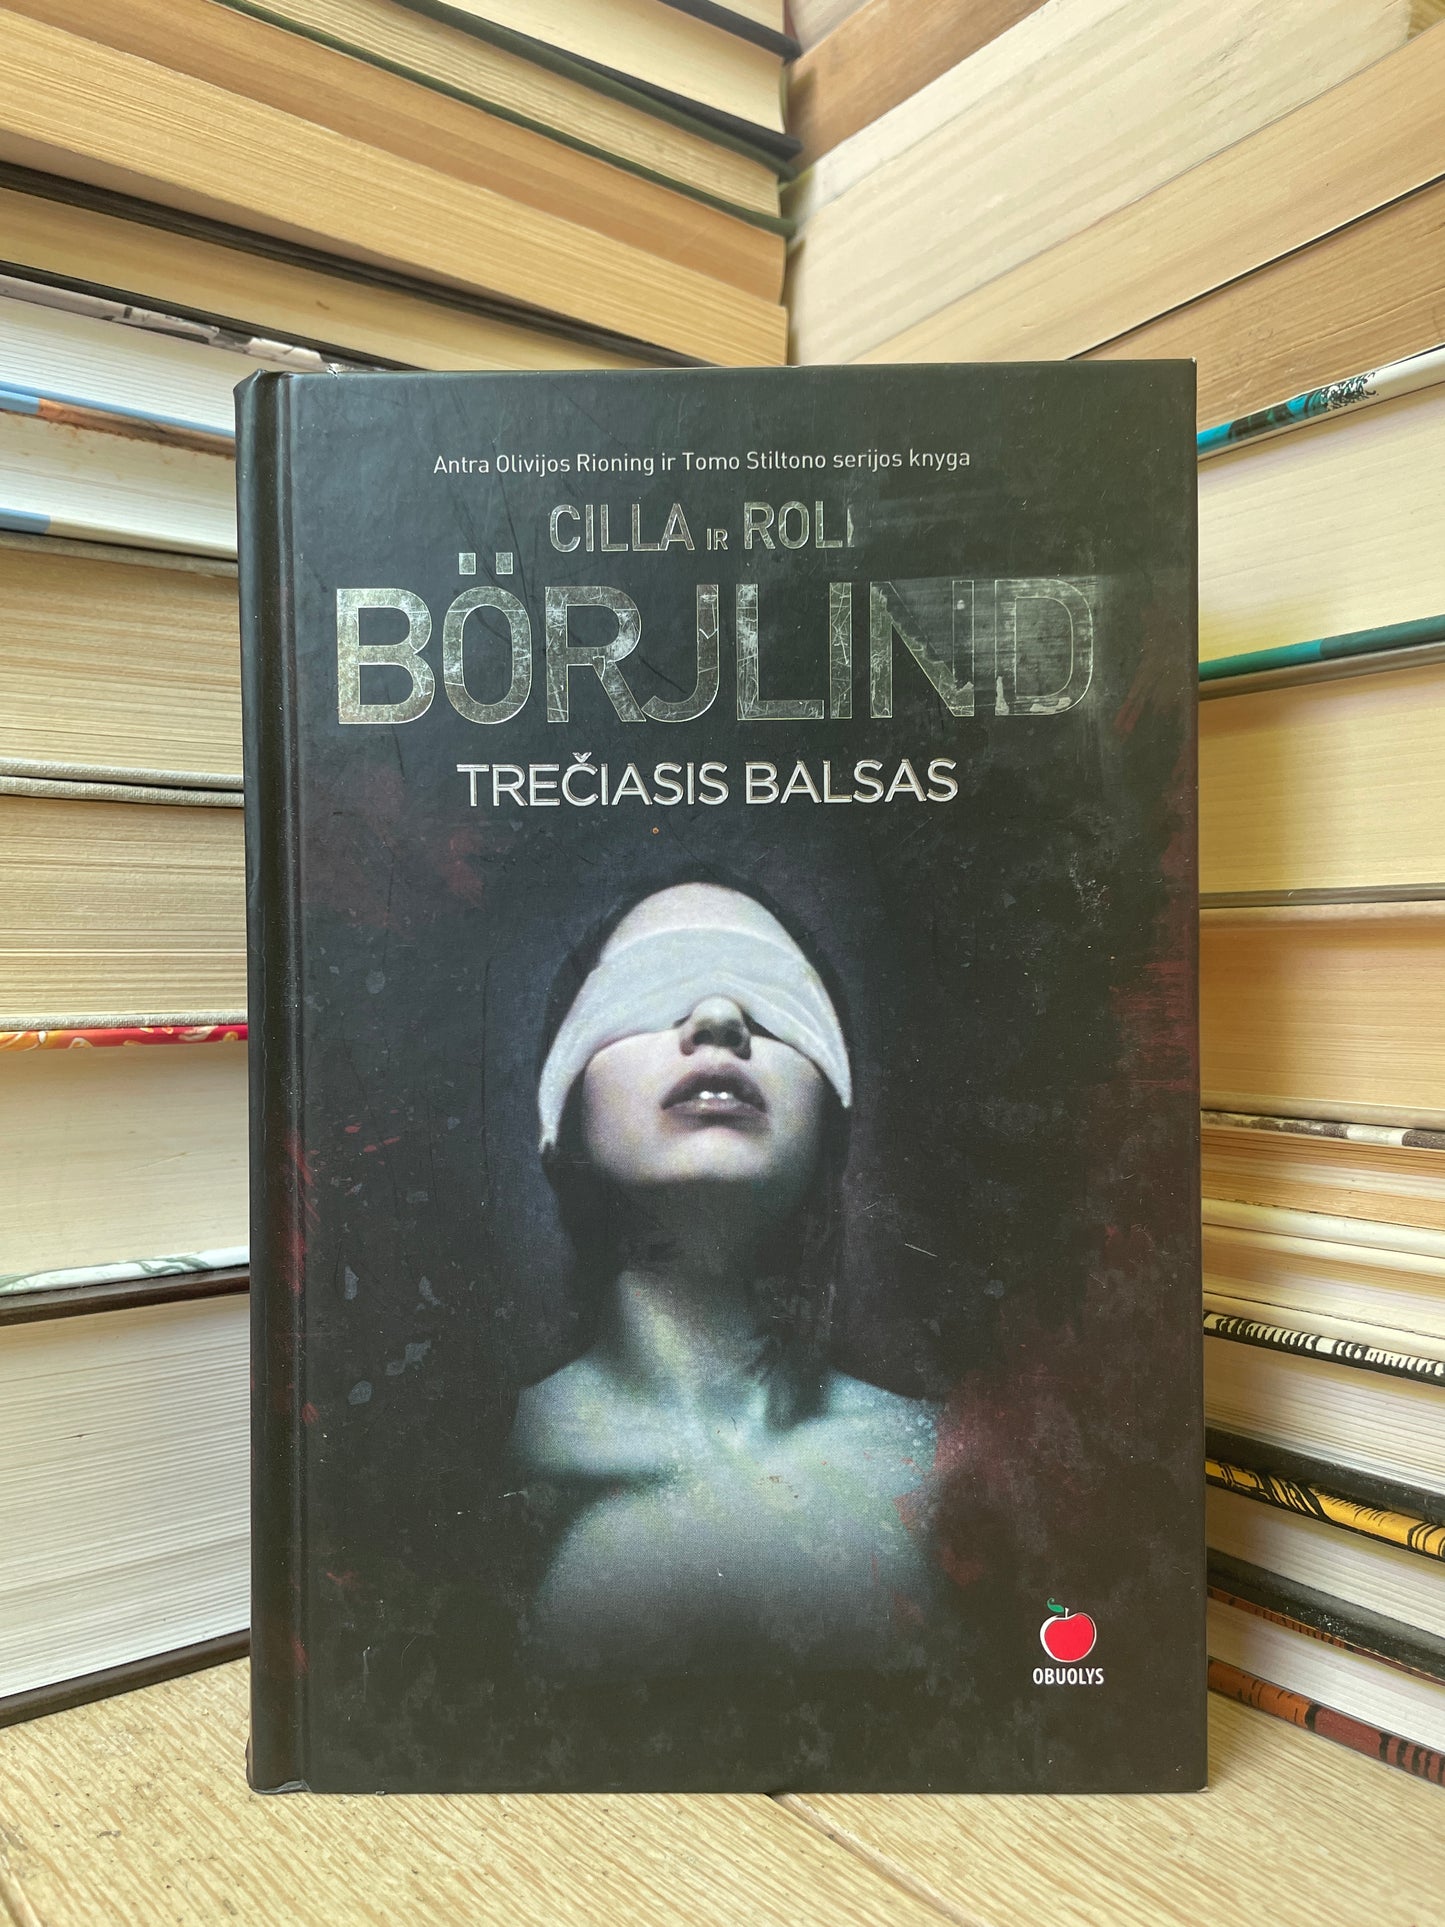 Antra Olivijos Rioning ir Tomo Stiltono serijos knyga
CILLA IR ROLF
BÖRJLIND
TREČIASIS BALSAS
OBUOLYS